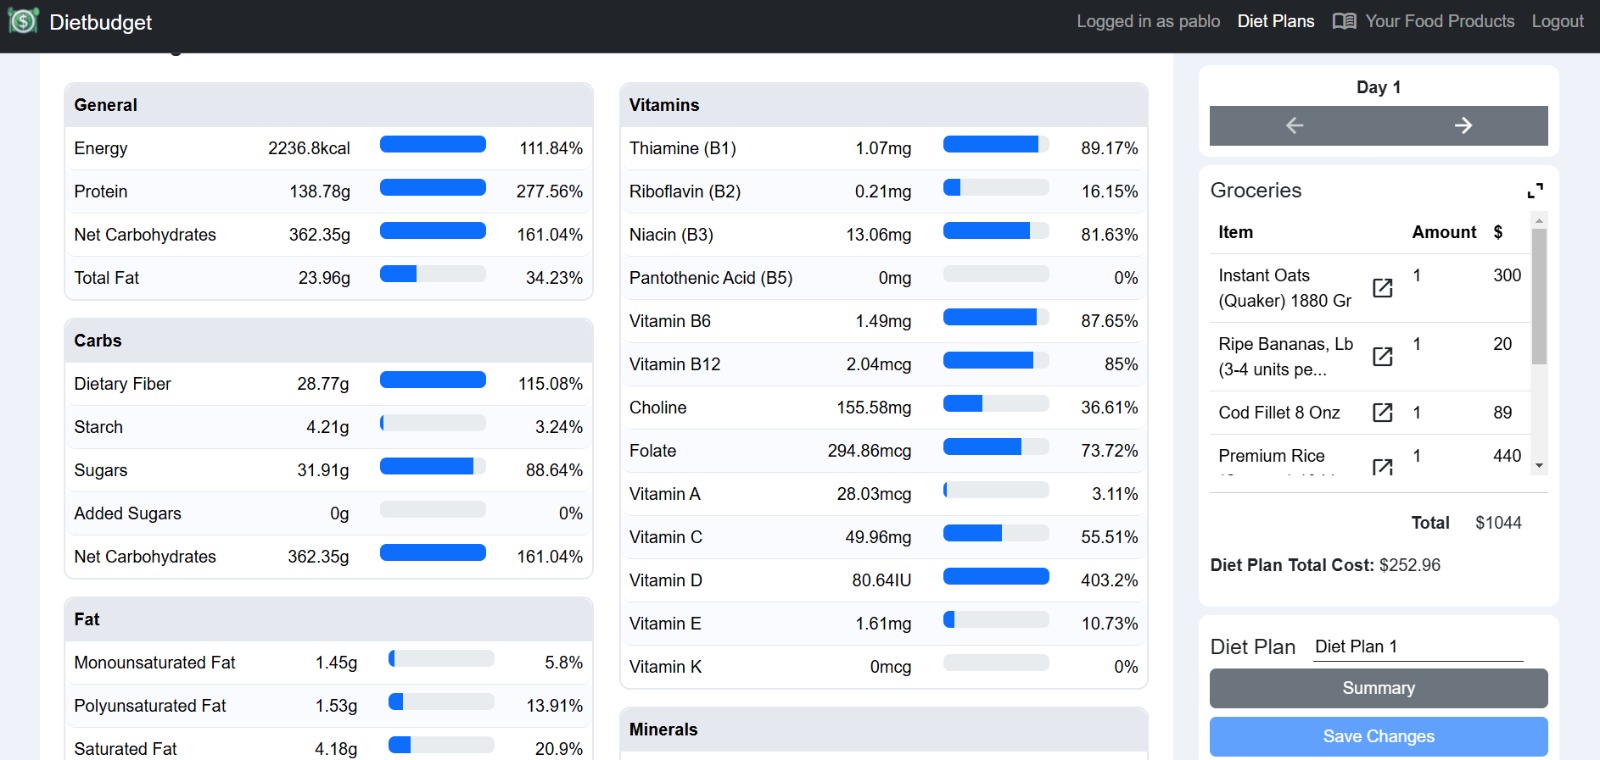 Dietbudget
Logged in as pablo Diet Plans Your Food Products Logout
General
Energy 2236.8kcal 111.84%
Protein 138.78g 277.56%
Net Carbohydrates 362.35g 161.04%
Total Fat 23.96g 34.23%
Carbs
Dietary Fiber 28.77g 115.08%
Starch 4.21g 3.24%
Sugars 31.91g 88.64%
Added Sugars 0g 0%
Net Carbohydrates 362.35g 161.04%
Fat
Monounsaturated Fat 1.45g 5.8%
Polyunsaturated Fat 1.53g 13.91%
Saturated Fat 4.18g 20.9%
Vitamins
Thiamine (B1) 1.07mg 89.17%
Riboflavin (B2) 0.21mg 16.15%
Niacin (B3) 13.06mg 81.63%
Pantothenic Acid (B5) 0mg 0%
Vitamin B6 1.49mg 87.65%
Vitamin B12 2.04mcg 85%
Choline 155.58mg 36.61%
Folate 294.86mcg 73.72%
Vitamin A 28.03mcg 3.11%
Vitamin C 49.96mg 55.51%
Vitamin D 80.64IU 403.2%
Vitamin E 1.61mg 10.73%
Vitamin K 0mcg 0%
Minerals
Day 1
Groceries
Item Amount $
Instant Oats 1 300
(Quaker) 1880 Gr
Ripe Bananas, Lb 1 20
(3-4 units pe...
Cod Fillet 8 Onz 1 89
Premium Rice 1 440
Total $1044
Diet Plan Total Cost: $252.96
Diet Plan Diet Plan 1
Summary
Save Changes